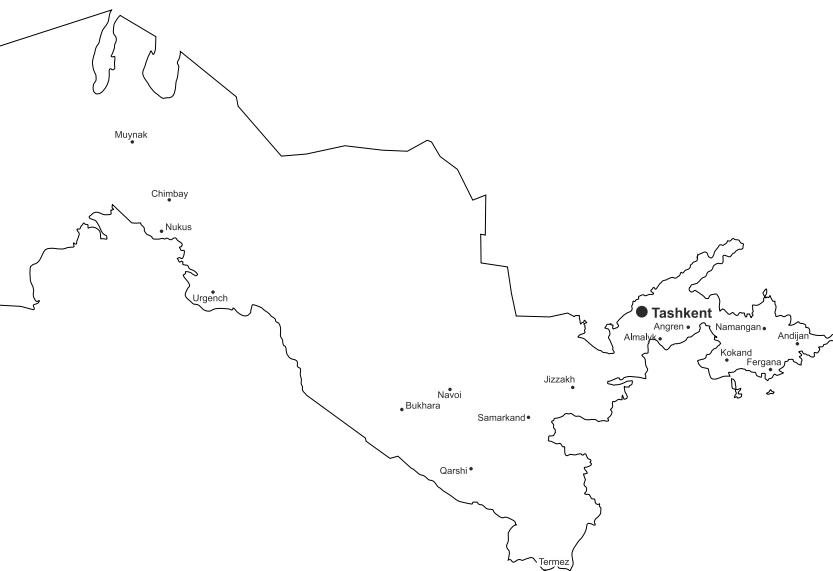 Muynak
Chimbay
Nukus
Urgench
Tashkent
Angren
Namangan
Almalyk
Andijan
Kokand
Fergana
Jizzakh
Navoi
Bukhara
Samarkand
Qarshi
Termez